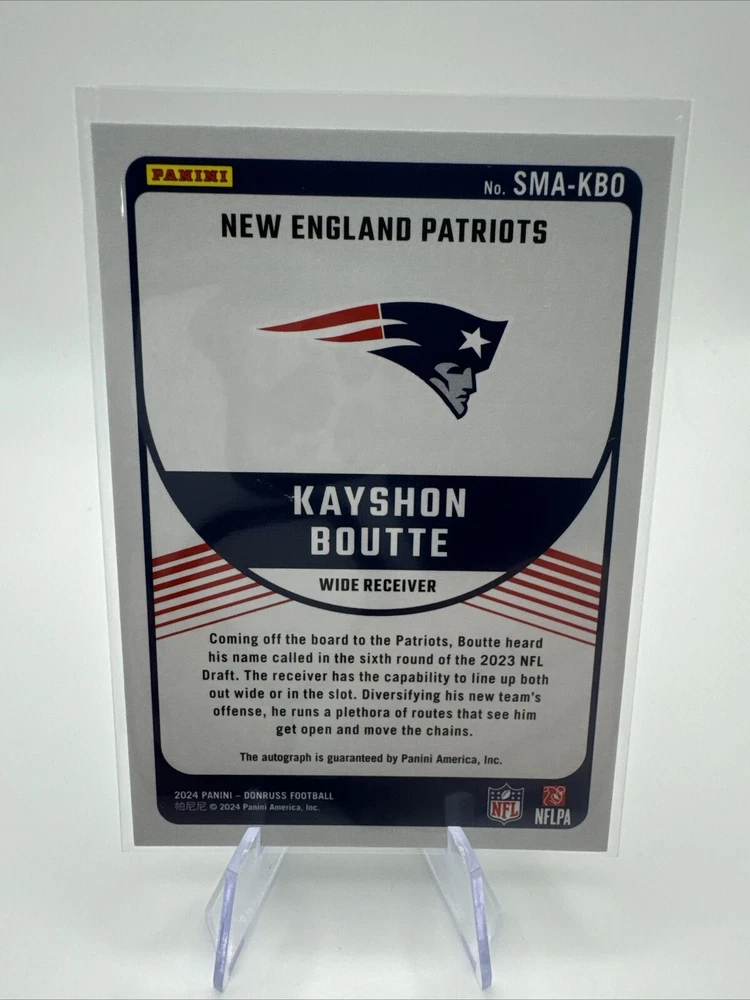 PANINI
No. SMA-KBO
NEW ENGLAND PATRIOTS
KAYSHON
BOUTTE
WIDE RECEIVER
Coming off the board to the Patriots, Boutte heard
his name called in the sixth round of the 2023 NFL
Draft. The receiver has the capability to line up both
out wide or in the slot. Diversifying his new team's
offense, he runs a plethora of routes that see him
get open and move the chains.
The autograph is guaranteed by Panini America, Inc.
2024 PANINI – DONRUSS FOOTBALL
帕尼尼 © 2024 Panini America, Inc.
NFL
NFLPA